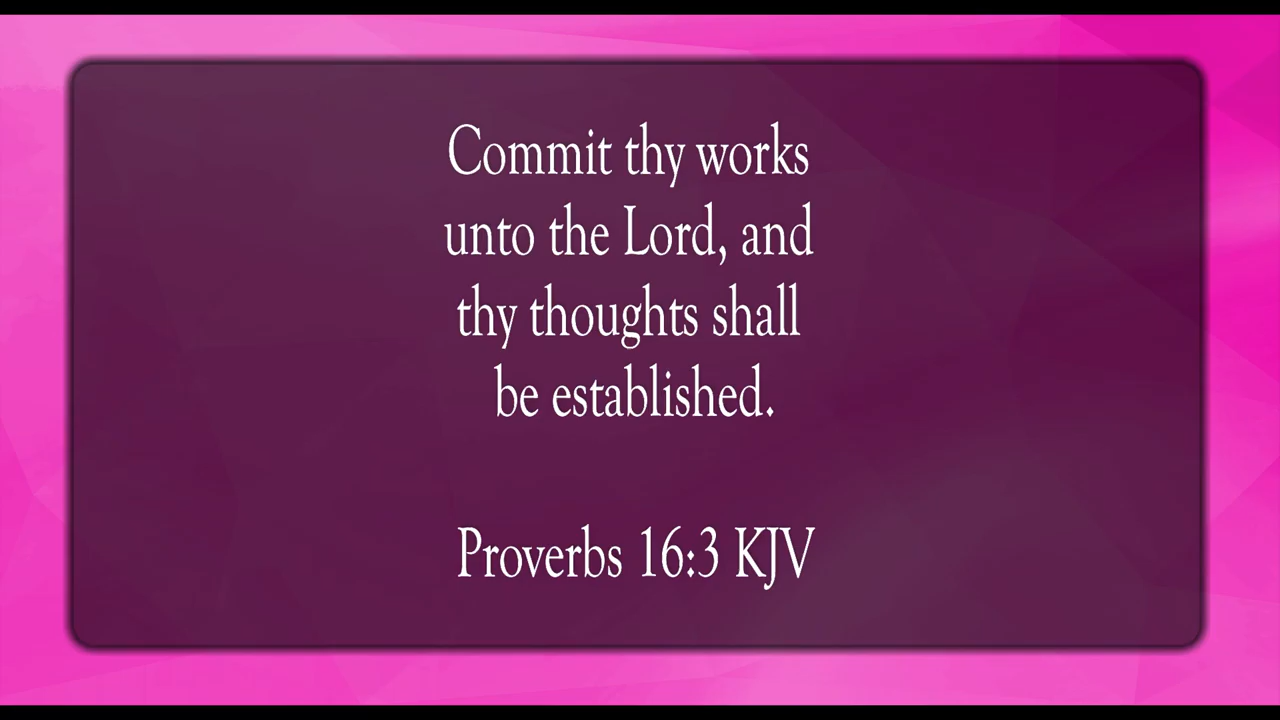 Commit thy works
unto the Lord, and
thy thoughts shall
be established.
Proverbs 16:3 KJV